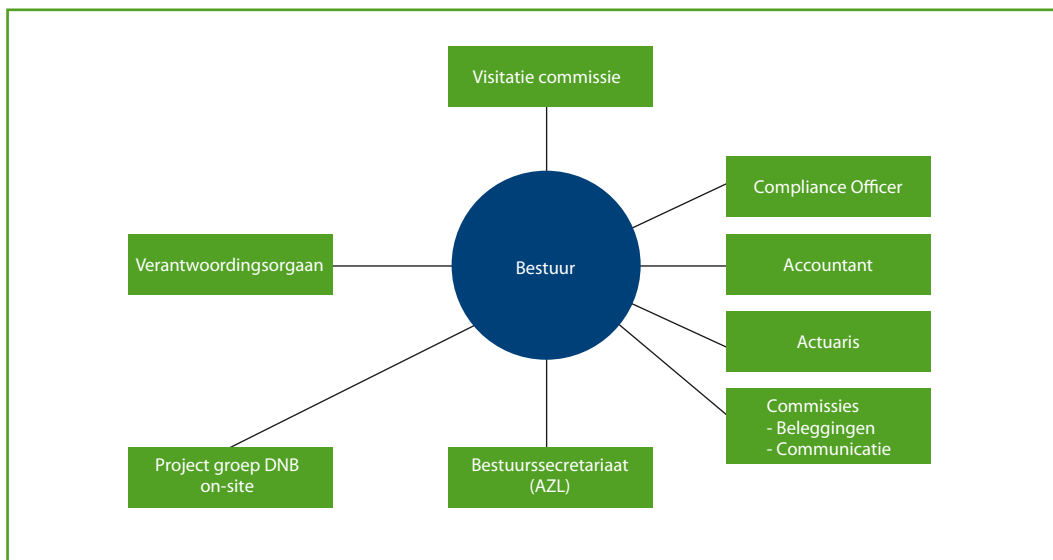 Visitatie commissie
Compliance Officer
Verantwoordingsorgaan
Bestuur
Accountant
Actuaris
Commissies
- Beleggingen
- Communicatie
Project groep DNB
on-site
Bestuurssecretariaat
(AZL)